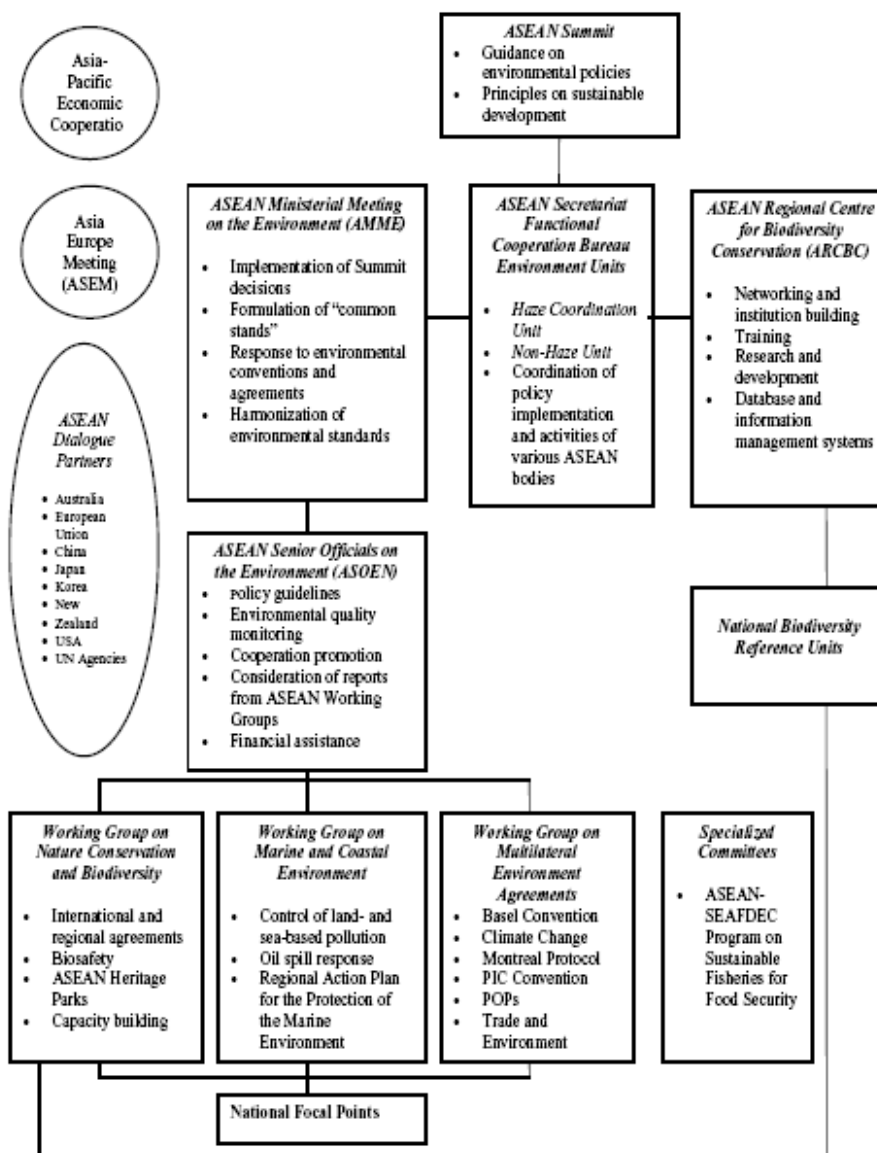 Asia-
Pacific
Economic
Cooperatio
ASEAN Summit
• Guidance on
environmental policies
• Principles on sustainable
development
Asia
Europe
Meeting
(ASEM)
ASEAN Ministerial Meeting
on the Environment (AMME)
• Implementation of Summit
decisions
• Formulation of “common
stands”
• Response to environmental
conventions and
agreements
• Harmonization of
environmental standards
ASEAN Secretariat
Functional
Cooperation Bureau
Environment Units
• Haze Coordination
Unit
• Non-Haze Unit
• Coordination of
policy
implementation
and activities of
various ASEAN
bodies
ASEAN Regional Centre
for Biodiversity
Conservation (ARCBC)
• Networking and
institution building
• Training
• Research and
development
• Database and
information
management systems
ASEAN
Dialogue
Partners
• Australia
• European
Union
• China
• Japan
• Korea
• New
• Zealand
• USA
• UN Agencies
ASEAN Senior Officials on
the Environment (ASOEN)
• Policy guidelines
• Environmental quality
monitoring
• Cooperation promotion
• Consideration of reports
from ASEAN Working
Groups
• Financial assistance
National Biodiversity
Reference Units
Working Group on
Nature Conservation
and Biodiversity
• International and
regional agreements
• Biosafety
• ASEAN Heritage
Parks
• Capacity building
Working Group on
Marine and Coastal
Environment
• Control of land- and
sea-based pollution
• Oil spill response
• Regional Action Plan
for the Protection of
the Marine
Environment
Working Group on
Multilateral
Environment
Agreements
• Basel Convention
• Climate Change
• Montreal Protocol
• PIC Convention
• POPs
• Trade and
Environment
Specialized
Committees
• ASEAN-
SEAFDEC
Program on
Sustainable
Fisheries for
Food Security
National Focal Points